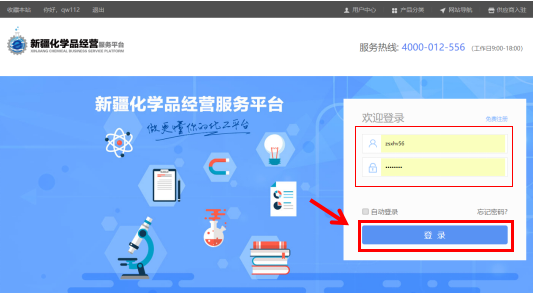 收藏本站 你好，qw112 退出 用户中心 产品分类 网站导航 供应商入驻
新疆化学品经营服务平台
XINJIANG CHEMICAL BUSINESS SERVICE PLATFORM
服务热线: 4000-012-556 (工作日9:00-18:00)
新疆化学品经营服务平台
做更懂你的化工平台
欢迎登录 免费注册
••••••••
自动登录 忘记密码?
登 录